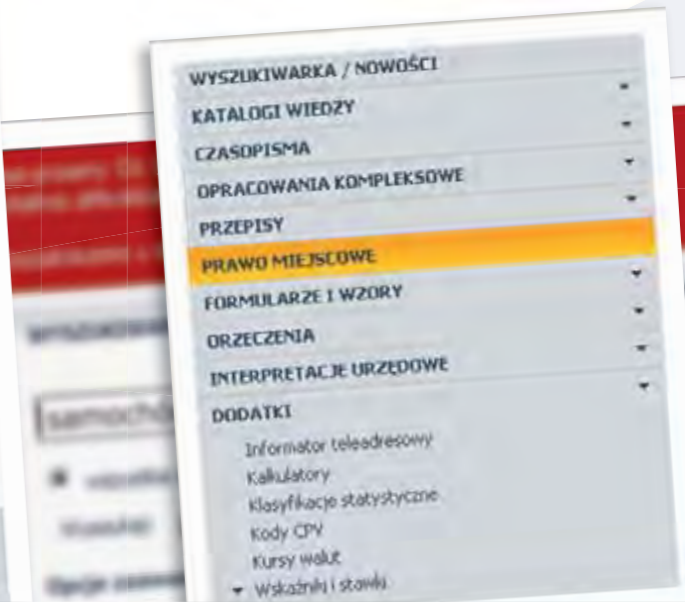 WYSZUKIWARKA / NOWOŚCI
KATALOGI WIEDZY
CZASOPISMA
OPRACOWANIA KOMPLEKSOWE
PRZEPISY
PRAWO MIEJSCOWE
FORMULARZE I WZORY
ORZECZENIA
INTERPRETACJE URZĘDOWE
DODATKI
Informator teleadresowy
Kalkulatory
Klasyfikacje statystyczne
Kody CPV
Kursy walut
Wskaźniki i stawki
samochó